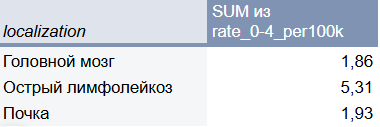 localization SUM из
rate_0-4_per100k
Головной мозг 1,86
Острый лимфолейкоз 5,31
Почка 1,93